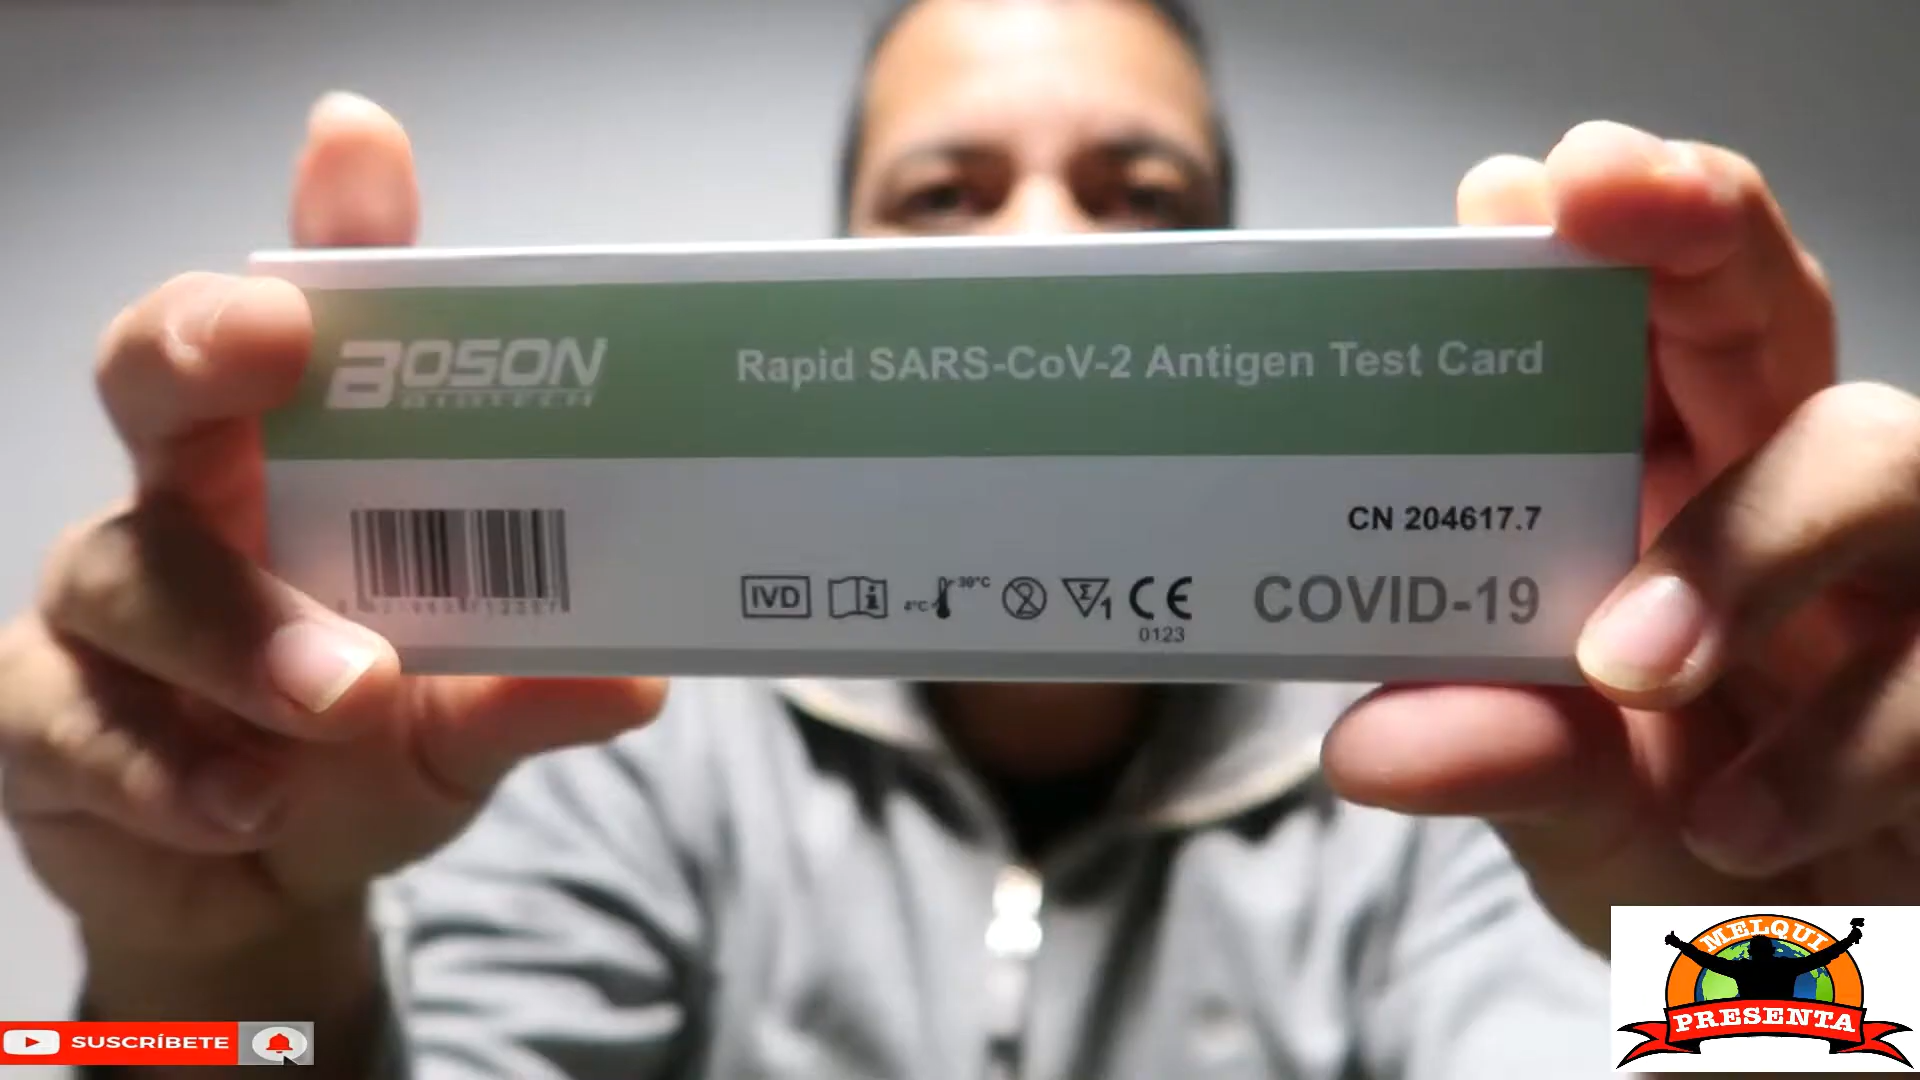 BOSON
Rapid SARS-CoV-2 Antigen Test Card
CN 204617.7
IVD
i
4°C
30°C
2
Σ
1
CE
0123
COVID-19
MELQUI
PRESENTA
SUSCRÍBETE